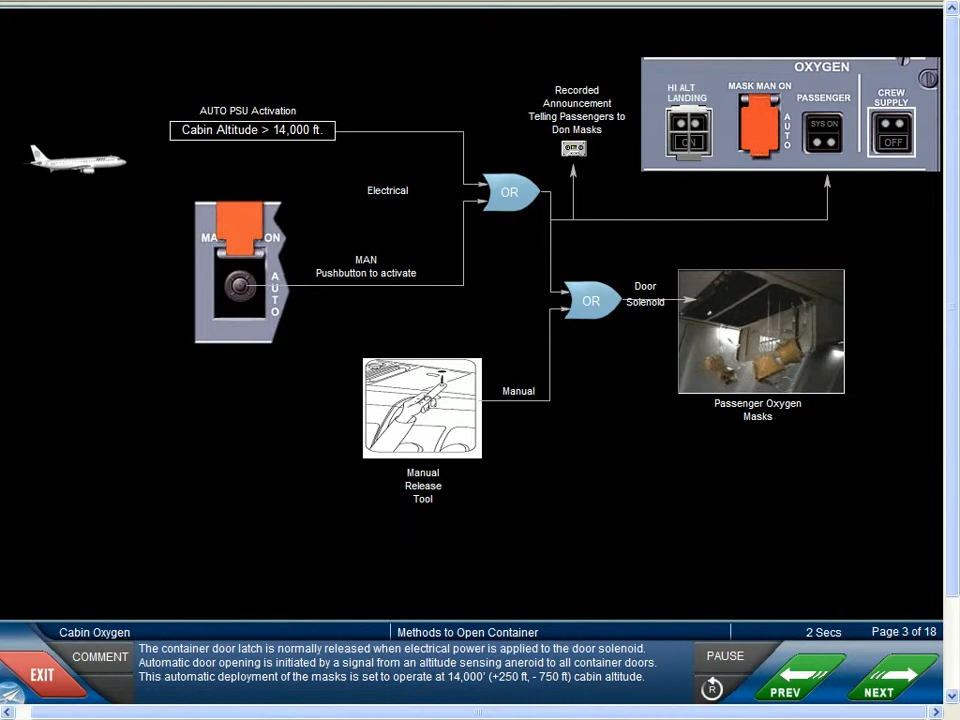 OXYGEN
HI ALT
LANDING
MASK MAN ON
PASSENGER
CREW
SUPPLY
AUTO
SYS ON
ON
OFF
Recorded
Announcement
Telling Passengers to
Don Masks
AUTO PSU Activation
Cabin Altitude > 14,000 ft.
Electrical
OR
MA ON
AUTO
MAN
Pushbutton to activate
OR
Door
Solenoid
Manual
Passenger Oxygen
Masks
Manual
Release
Tool
Cabin Oxygen
Methods to Open Container
2 Secs
Page 3 of 18
EXIT
COMMENT
The container door latch is normally released when electrical power is applied to the door solenoid.
Automatic door opening is initiated by a signal from an altitude sensing aneroid to all container doors.
This automatic deployment of the masks is set to operate at 14,000' (+250 ft, - 750 ft) cabin altitude.
PAUSE
R
PREV
NEXT